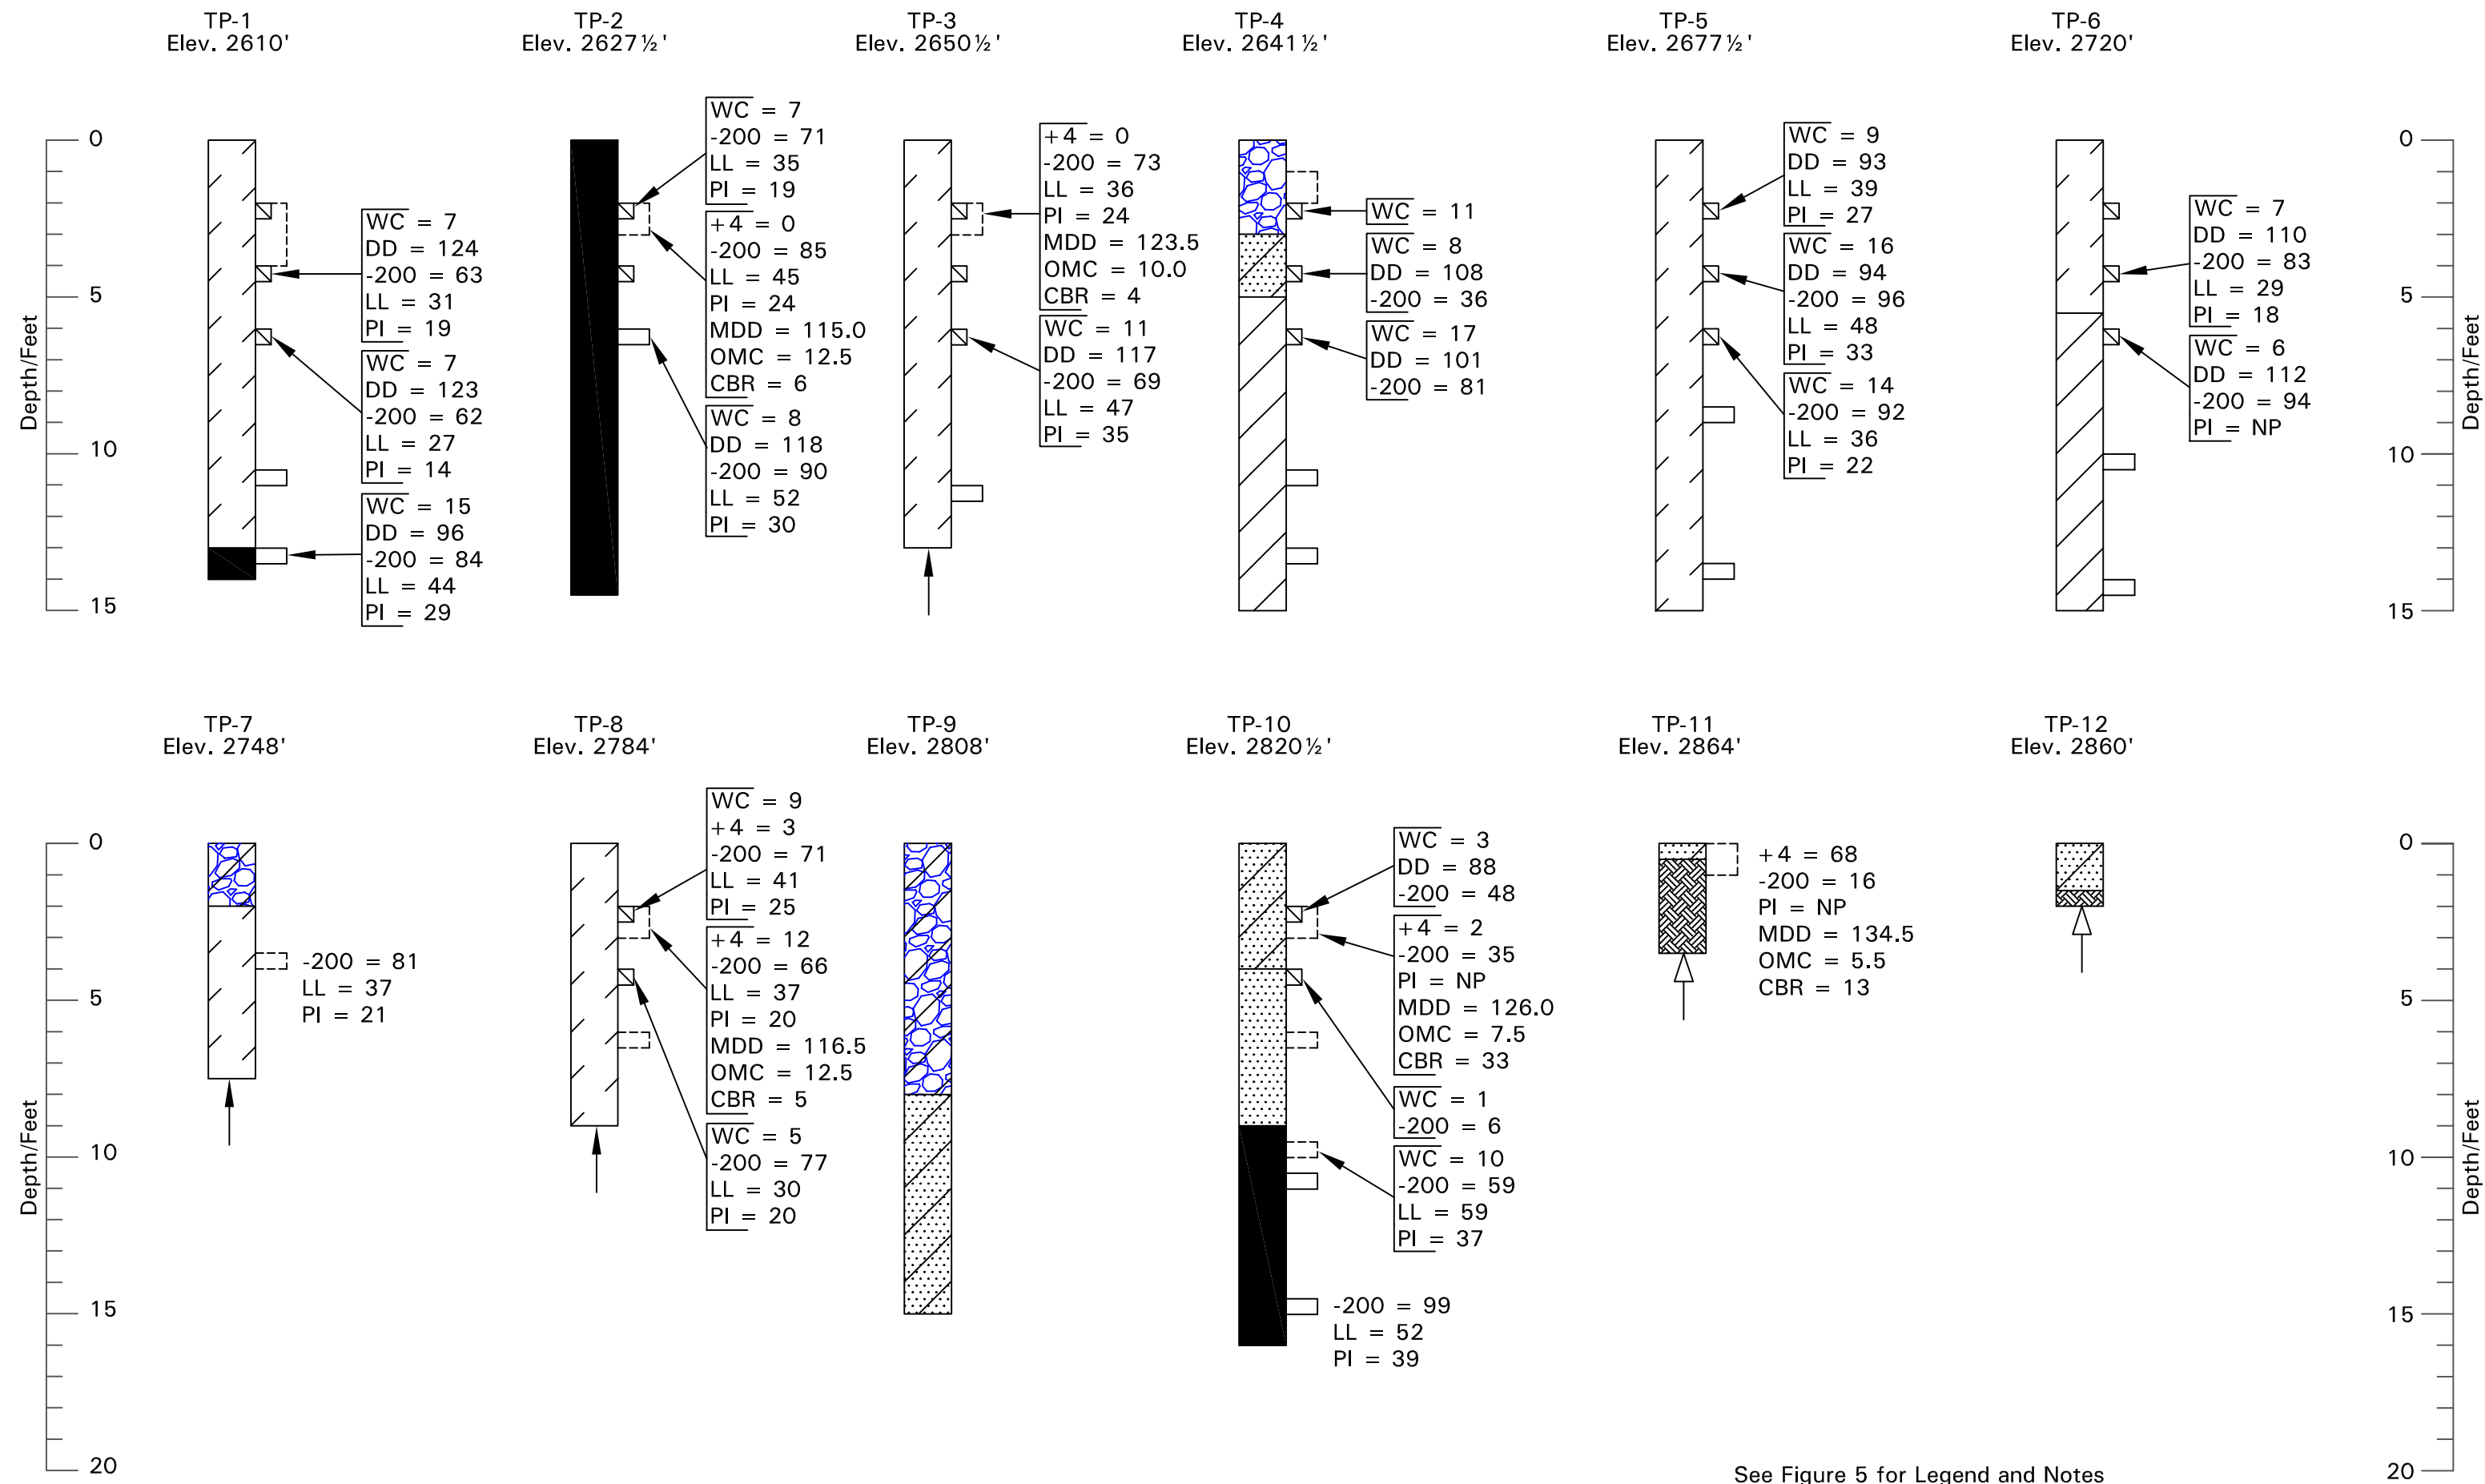 TP-1
Elev. 2610'
TP-2
Elev. 2627½'
TP-3
Elev. 2650½'
TP-4
Elev. 2641½'
TP-5
Elev. 2677½'
TP-6
Elev. 2720'
Depth/Feet
0
5
10
15
WC = 7
DD = 124
-200 = 63
LL = 31
PI = 19
WC = 7
DD = 123
-200 = 62
LL = 27
PI = 14
WC = 15
DD = 96
-200 = 84
LL = 44
PI = 29
WC = 7
-200 = 71
LL = 35
PI = 19
+4 = 0
-200 = 85
LL = 45
PI = 24
MDD = 115.0
OMC = 12.5
CBR = 6
WC = 8
DD = 118
-200 = 90
LL = 52
PI = 30
+4 = 0
-200 = 73
LL = 36
PI = 24
MDD = 123.5
OMC = 10.0
CBR = 4
WC = 11
DD = 117
-200 = 69
LL = 47
PI = 35
WC = 11
WC = 8
DD = 108
-200 = 36
WC = 17
DD = 101
-200 = 81
WC = 9
DD = 93
LL = 39
PI = 27
WC = 16
DD = 94
-200 = 96
LL = 48
PI = 33
WC = 14
-200 = 92
LL = 36
PI = 22
WC = 7
DD = 110
-200 = 83
LL = 29
PI = 18
WC = 6
DD = 112
-200 = 94
PI = NP
0
5
10
15
Depth/Feet
TP-7
Elev. 2748'
TP-8
Elev. 2784'
TP-9
Elev. 2808'
TP-10
Elev. 2820½'
TP-11
Elev. 2864'
TP-12
Elev. 2860'
Depth/Feet
0
5
10
15
20
-200 = 81
LL = 37
PI = 21
WC = 9
+4 = 3
-200 = 71
LL = 41
PI = 25
+4 = 12
-200 = 66
LL = 37
PI = 20
MDD = 116.5
OMC = 12.5
CBR = 5
WC = 5
-200 = 77
LL = 30
PI = 20
WC = 3
DD = 88
-200 = 48
+4 = 2
-200 = 35
PI = NP
MDD = 126.0
OMC = 7.5
CBR = 33
WC = 1
-200 = 6
WC = 10
-200 = 59
LL = 59
PI = 37
-200 = 99
LL = 52
PI = 39
+4 = 68
-200 = 16
PI = NP
MDD = 134.5
OMC = 5.5
CBR = 13
0
5
10
15
20
Depth/Feet
See Figure 5 for Legend and Notes